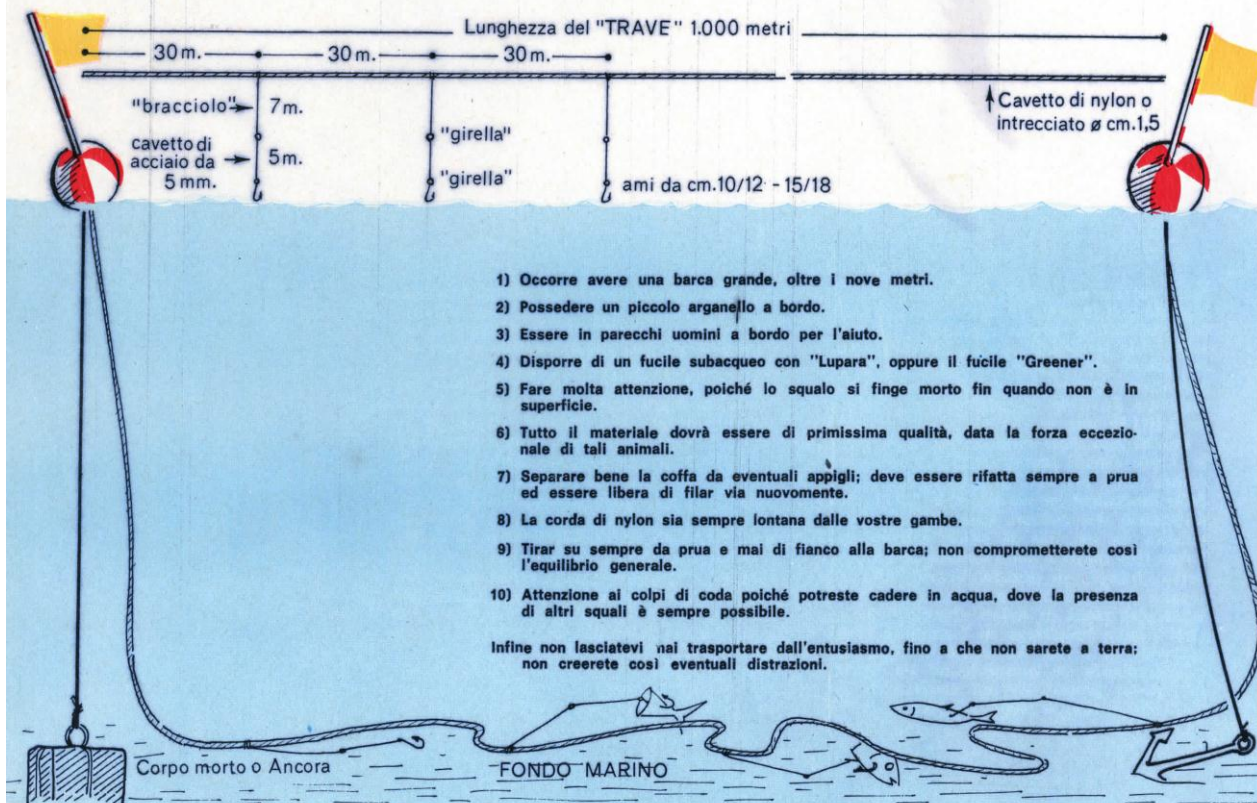 Lunghezza del "TRAVE" 1.000 metri
30m.
30m.
30m.
"bracciolo"
7m.
cavetto di
acciaio da
5mm.
5m.
"girella"
"girella"
ami da cm.10/12 - 15/18
Cavetto di nylon o
intrecciato ø cm.1,5
1) Occorre avere una barca grande, oltre i nove metri.
2) Possedere un piccolo arganello a bordo.
3) Essere in parecchi uomini a bordo per l'aiuto.
4) Disporre di un fucile subacqueo con "Lupara", oppure il fucile "Greener".
5) Fare molta attenzione, poiché lo squalo si finge morto fin quando non è in
superficie.
6) Tutto il materiale dovrà essere di primissima qualità, data la forza eccezio-
nale di tali animali.
7) Separare bene la coffa da eventuali appigli; deve essere rifatta sempre a prua
ed essere libera di filar via nuovomente.
8) La corda di nylon sia sempre lontana dalle vostre gambe.
9) Tirar su sempre da prua e mai di fianco alla barca; non comprometterete così
l'equilibrio generale.
10) Attenzione ai colpi di coda poiché potreste cadere in acqua, dove la presenza
di altri squali è sempre possibile.
Infine non lasciatevi mai trasportare dall'entusiasmo, fino a che non sarete a terra;
non creerete così eventuali distrazioni.
Corpo morto o Ancora
FONDO MARINO